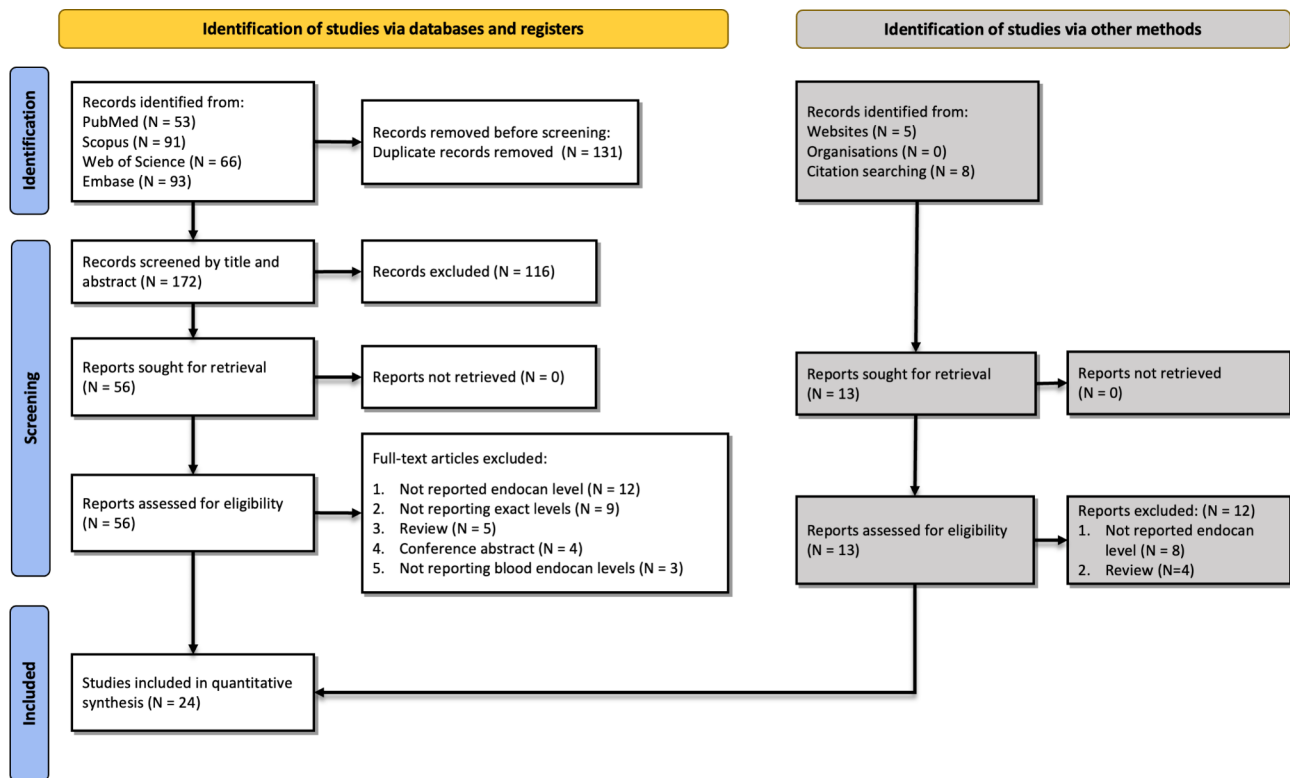 Identification of studies via databases and registers
Identification of studies via other methods
Identification
Records identified from:
PubMed (N = 53)
Scopus (N = 91)
Web of Science (N = 66)
Embase (N = 93)
Records removed before screening:
Duplicate records removed (N = 131)
Records identified from:
Websites (N = 5)
Organisations (N = 0)
Citation searching (N = 8)
Screening
Records screened by title and
abstract (N = 172)
Records excluded (N = 116)
Reports sought for retrieval
(N = 56)
Reports not retrieved (N = 0)
Reports sought for retrieval
(N = 13)
Reports not retrieved
(N = 0)
Reports assessed for eligibility
(N = 56)
Full-text articles excluded:
1. Not reported endocan level (N = 12)
2. Not reporting exact levels (N = 9)
3. Review (N = 5)
4. Conference abstract (N = 4)
5. Not reporting blood endocan levels (N = 3)
Reports assessed for eligibility
(N = 13)
Reports excluded: (N = 12)
1. Not reported endocan
level (N = 8)
2. Review (N=4)
Included
Studies included in quantitative
synthesis (N = 24)